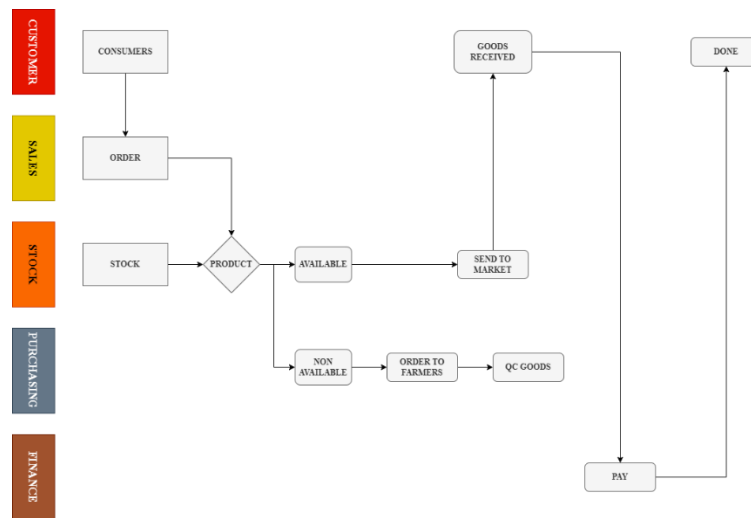 CUSTOMER
CONSUMERS
GOODS
RECEIVED
DONE
SALES
ORDER
STOCK
STOCK
PRODUCT
AVAILABLE
SEND TO
MARKET
PURCHASING
NON
AVAILABLE
ORDER TO
FARMERS
QC GOODS
FINANCE
PAY